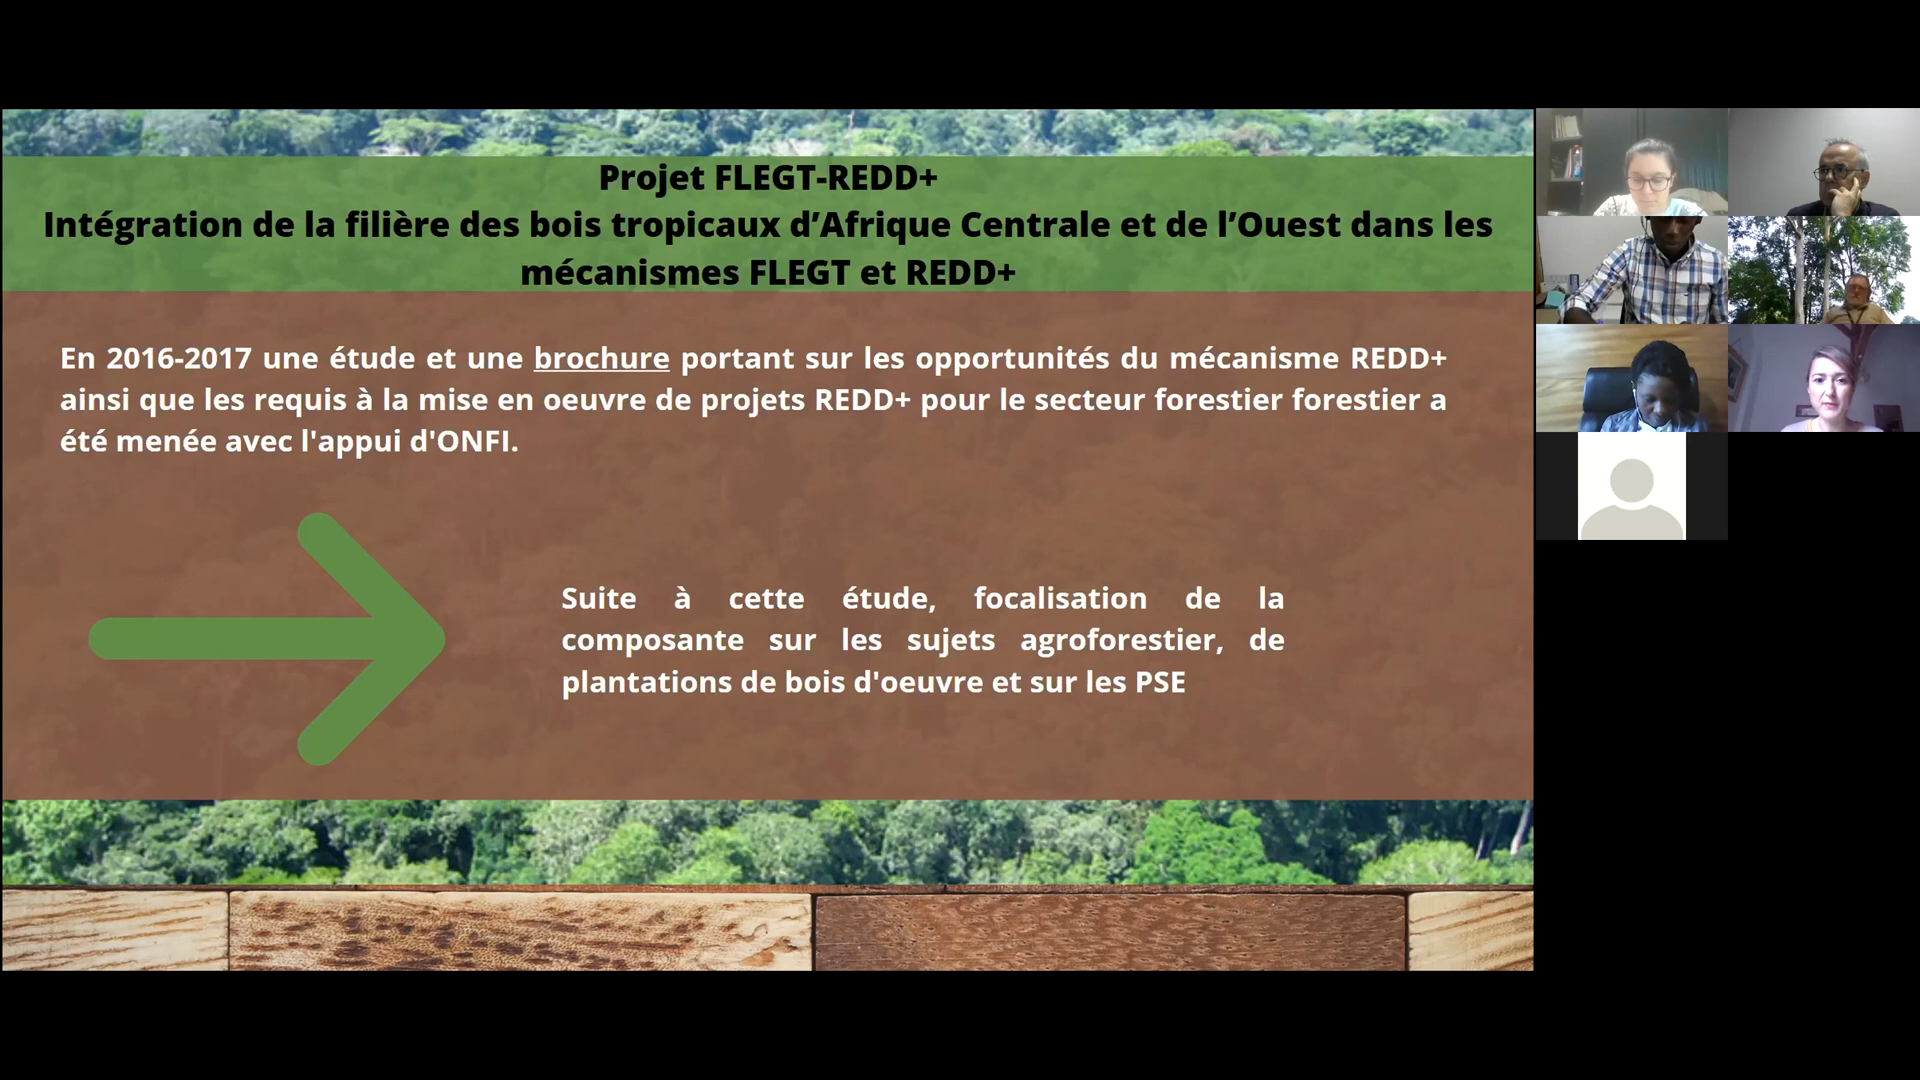 Projet FLEGT-REDD+
Intégration de la filière des bois tropicaux d’Afrique Centrale et de l’Ouest dans les
mécanismes FLEGT et REDD+
En 2016-2017 une étude et une brochure portant sur les opportunités du mécanisme REDD+
ainsi que les requis à la mise en oeuvre de projets REDD+ pour le secteur forestier forestier a
été menée avec l'appui d'ONFI.
Suite à cette étude, focalisation de la
composante sur les sujets agroforestier, de
plantations de bois d'oeuvre et sur les PSE